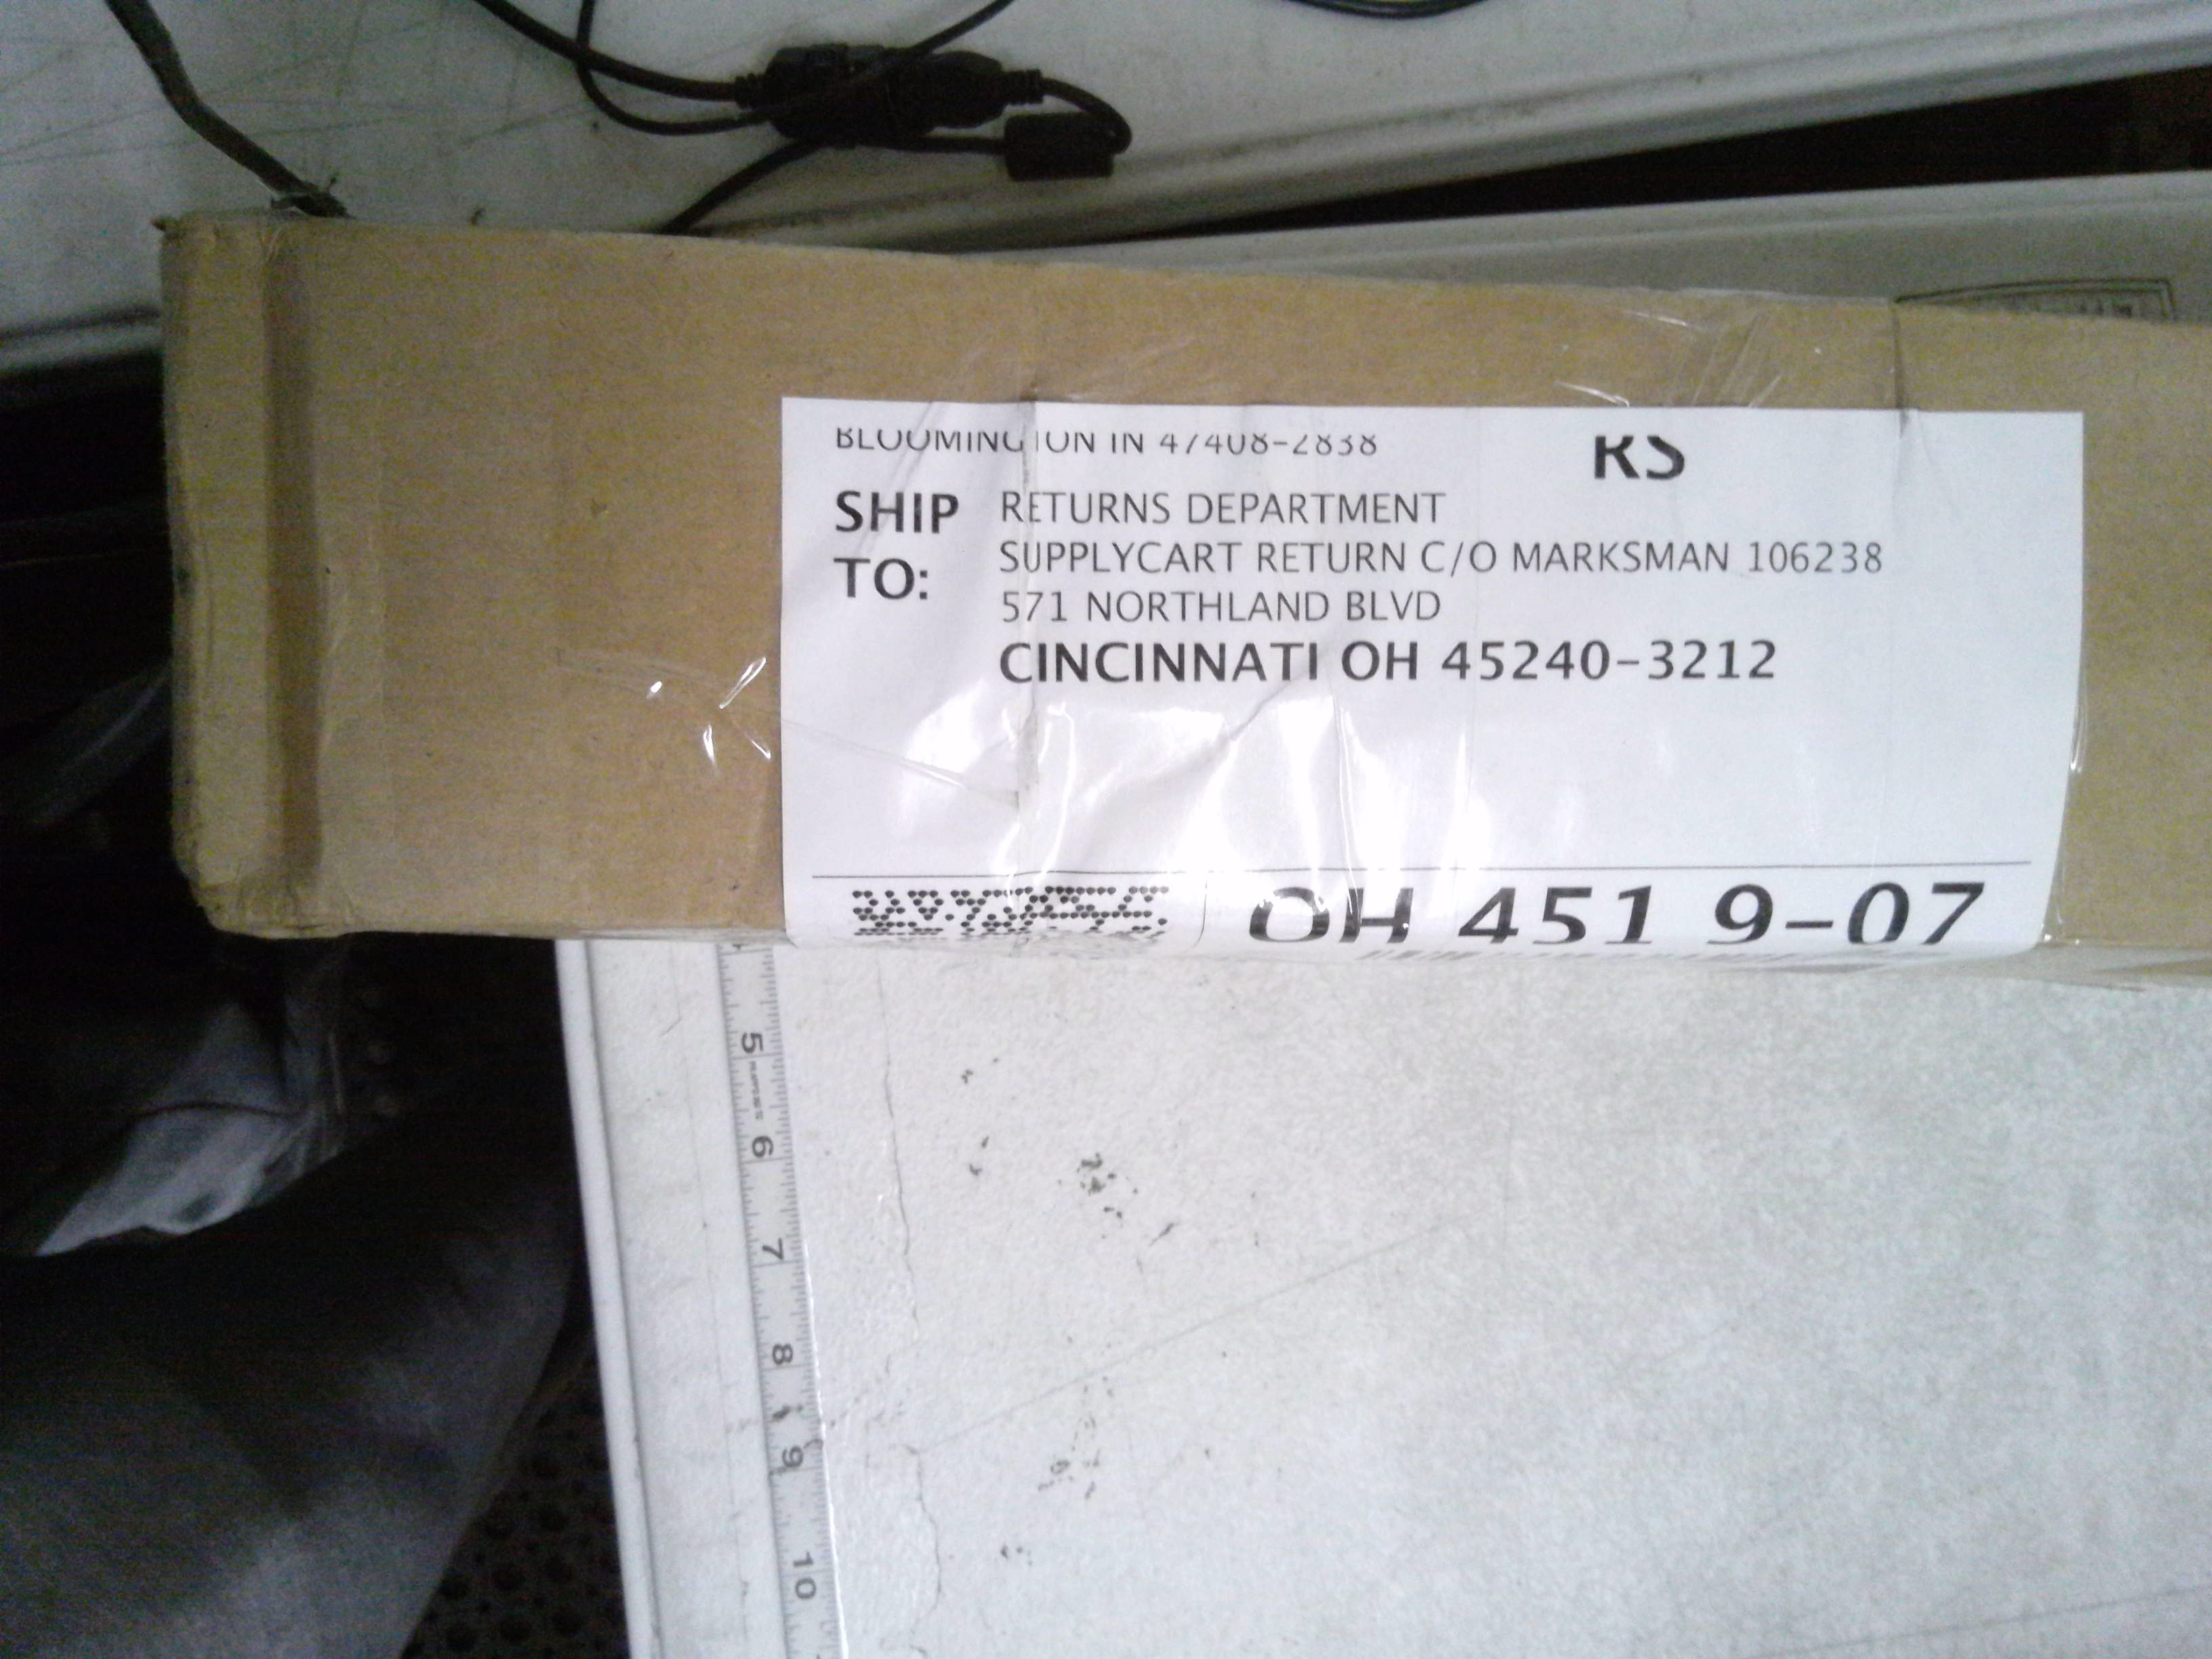 BLOOMINGTON IN 47408-2838
RS
SHIP TO:
RETURNS DEPARTMENT
SUPPLYCART RETURN C/O MARKSMAN 106238
571 NORTHLAND BLVD
CINCINNATI OH 45240-3212
OH 451 9-07
5
6
7
8
9
10